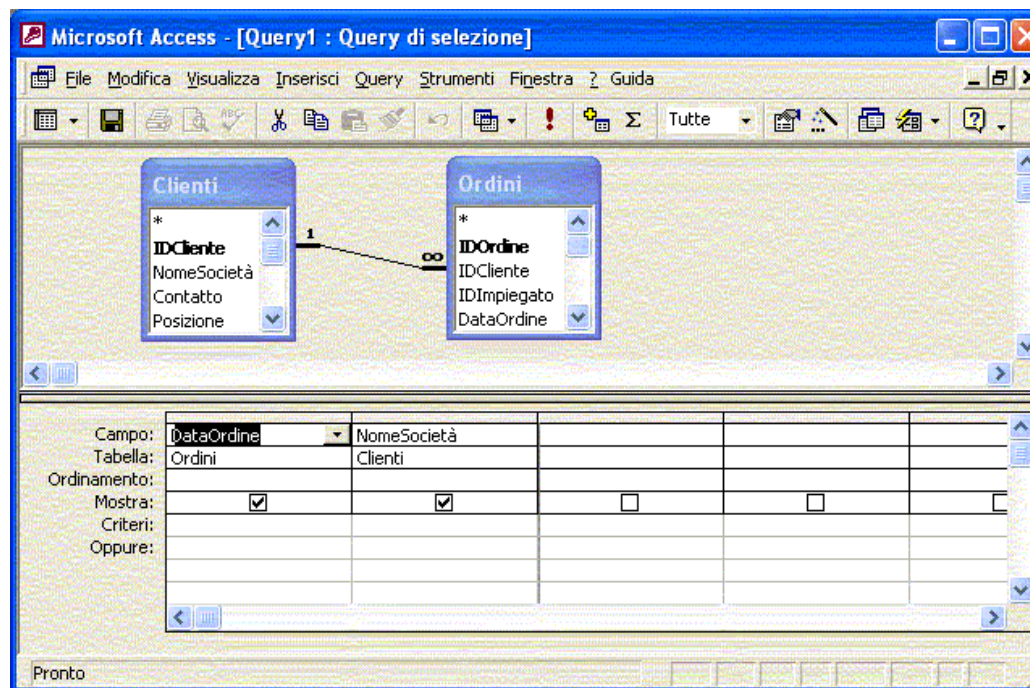 Microsoft Access - [Query1 : Query di selezione]
File Modifica Visualizza Inserisci Query Strumenti Finestra ? Guida
ABC Σ Tutte
Clienti
*
IDCliente
NomeSocietà
Contatto
Posizione
1
∞
Ordini
*
IDOrdine
IDCliente
IDImpiegato
DataOrdine
Campo: DataOrdine NomeSocietà
Tabella: Ordini Clienti
Ordinamento:
Mostra:
Criteri:
Oppure:
Pronto